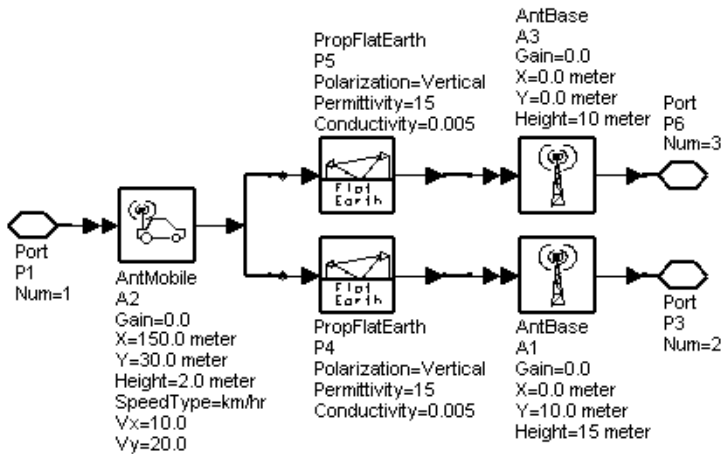 AntBase
A3
Gain=0.0
X=0.0 meter
Y=0.0 meter
Height=10 meter
PropFlatEarth
P5
Polarization=Vertical
Permittivity=15
Conductivity=0.005
Port
P6
Num=3
Flat
Earth
Port
P1
Num=1
AntMobile
A2
Gain=0.0
X=150.0 meter
Y=30.0 meter
Height=2.0 meter
SpeedType=km/hr
Vx=10.0
Vy=20.0
Flat
Earth
PropFlatEarth
P4
Polarization=Vertical
Permittivity=15
Conductivity=0.005
AntBase
A1
Gain=0.0
X=0.0 meter
Y=10.0 meter
Height=15 meter
Port
P3
Num=2